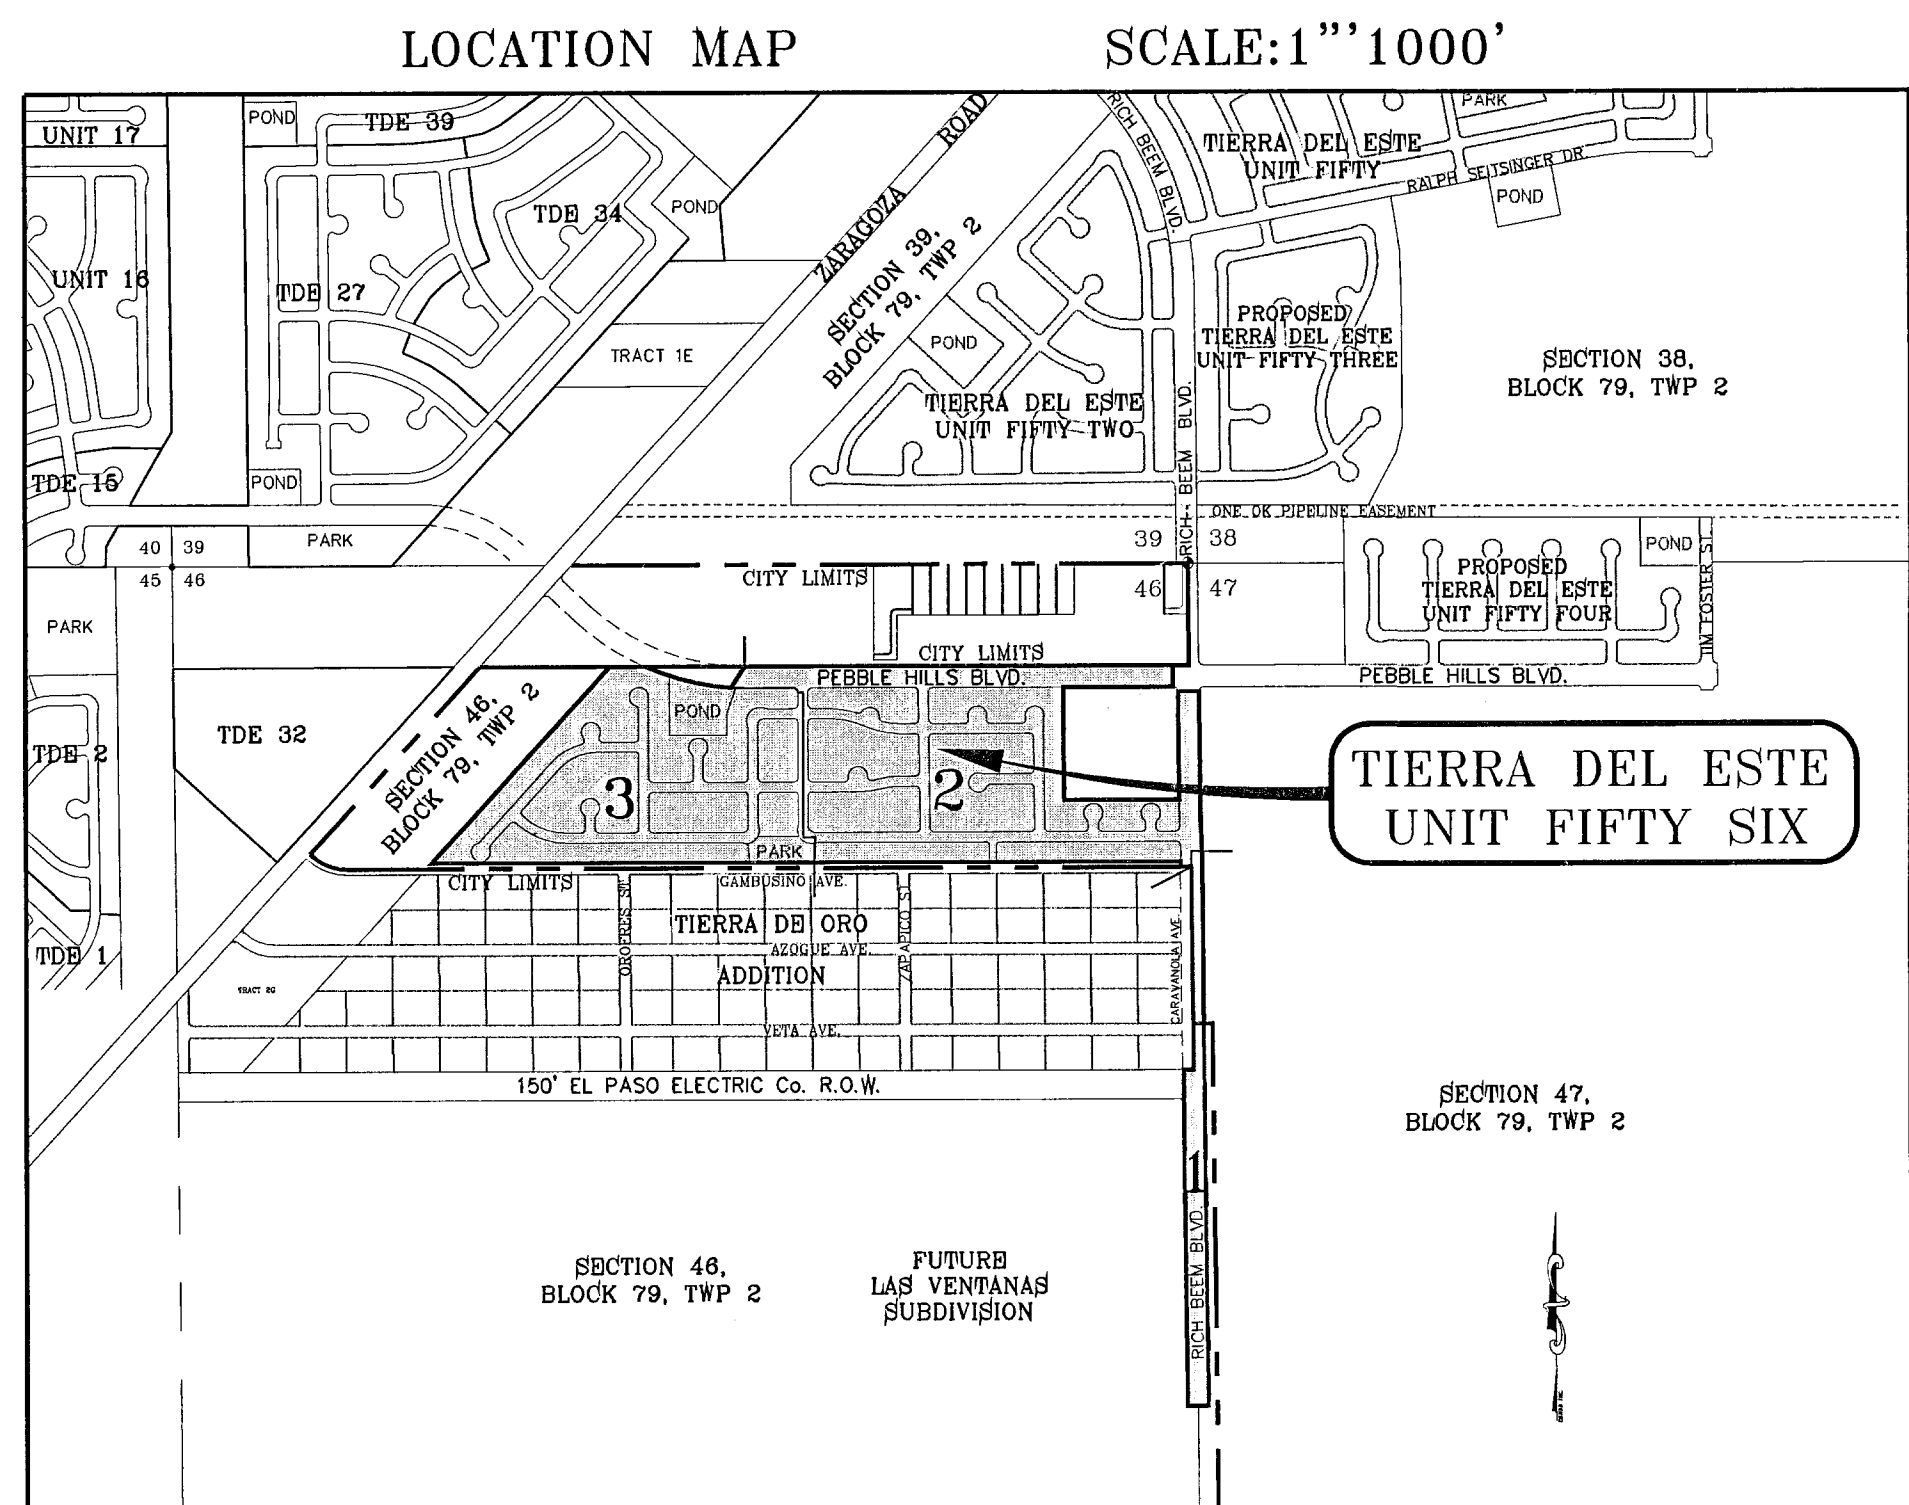 LOCATION MAP
SCALE:1"'1000'
UNIT 17
POND
TDE 39
ZARAGOZA ROAD
RICH BEEM BLVD.
PARK
TIERRA DEL ESTE
UNIT FIFTY
RALPH SEITSINGER DR.
POND
UNIT 16
TDE 27
TDE 34
POND
SECTION 39,
BLOCK 79, TWP 2
TRACT 1E
POND
TIERRA DEL ESTE
UNIT FIFTY TWO
PROPOSED
TIERRA DEL ESTE
UNIT FIFTY THREE
SECTION 38,
BLOCK 79, TWP 2
TDE 15
POND
RICH BEEM BLVD.
ONE OK PIPELINE EASEMENT
40
39
PARK
39
38
45
46
CITY LIMITS
46
47
POND
PROPOSED
TIERRA DEL ESTE
UNIT FIFTY FOUR
TIM FOSTER ST.
PARK
CITY LIMITS
PEBBLE HILLS BLVD.
PEBBLE HILLS BLVD.
TDE 2
TDE 32
SECTION 46,
BLOCK 79, TWP 2
POND
3
2
TIERRA DEL ESTE
UNIT FIFTY SIX
PARK
CITY LIMITS
GAMBUSINO AVE.
TIERRA DE ORO
AZOGUE AVE.
ADDITION
OROFRES ST.
ZAPAPICO ST.
CARAVANOLA AVE.
TDE 1
TRACT 2G
VETA AVE.
150' EL PASO ELECTRIC Co. R.O.W.
SECTION 47,
BLOCK 79, TWP 2
1
RICH BEEM BLVD.
SECTION 46,
BLOCK 79, TWP 2
FUTURE
LAS VENTANAS
SUBDIVISION